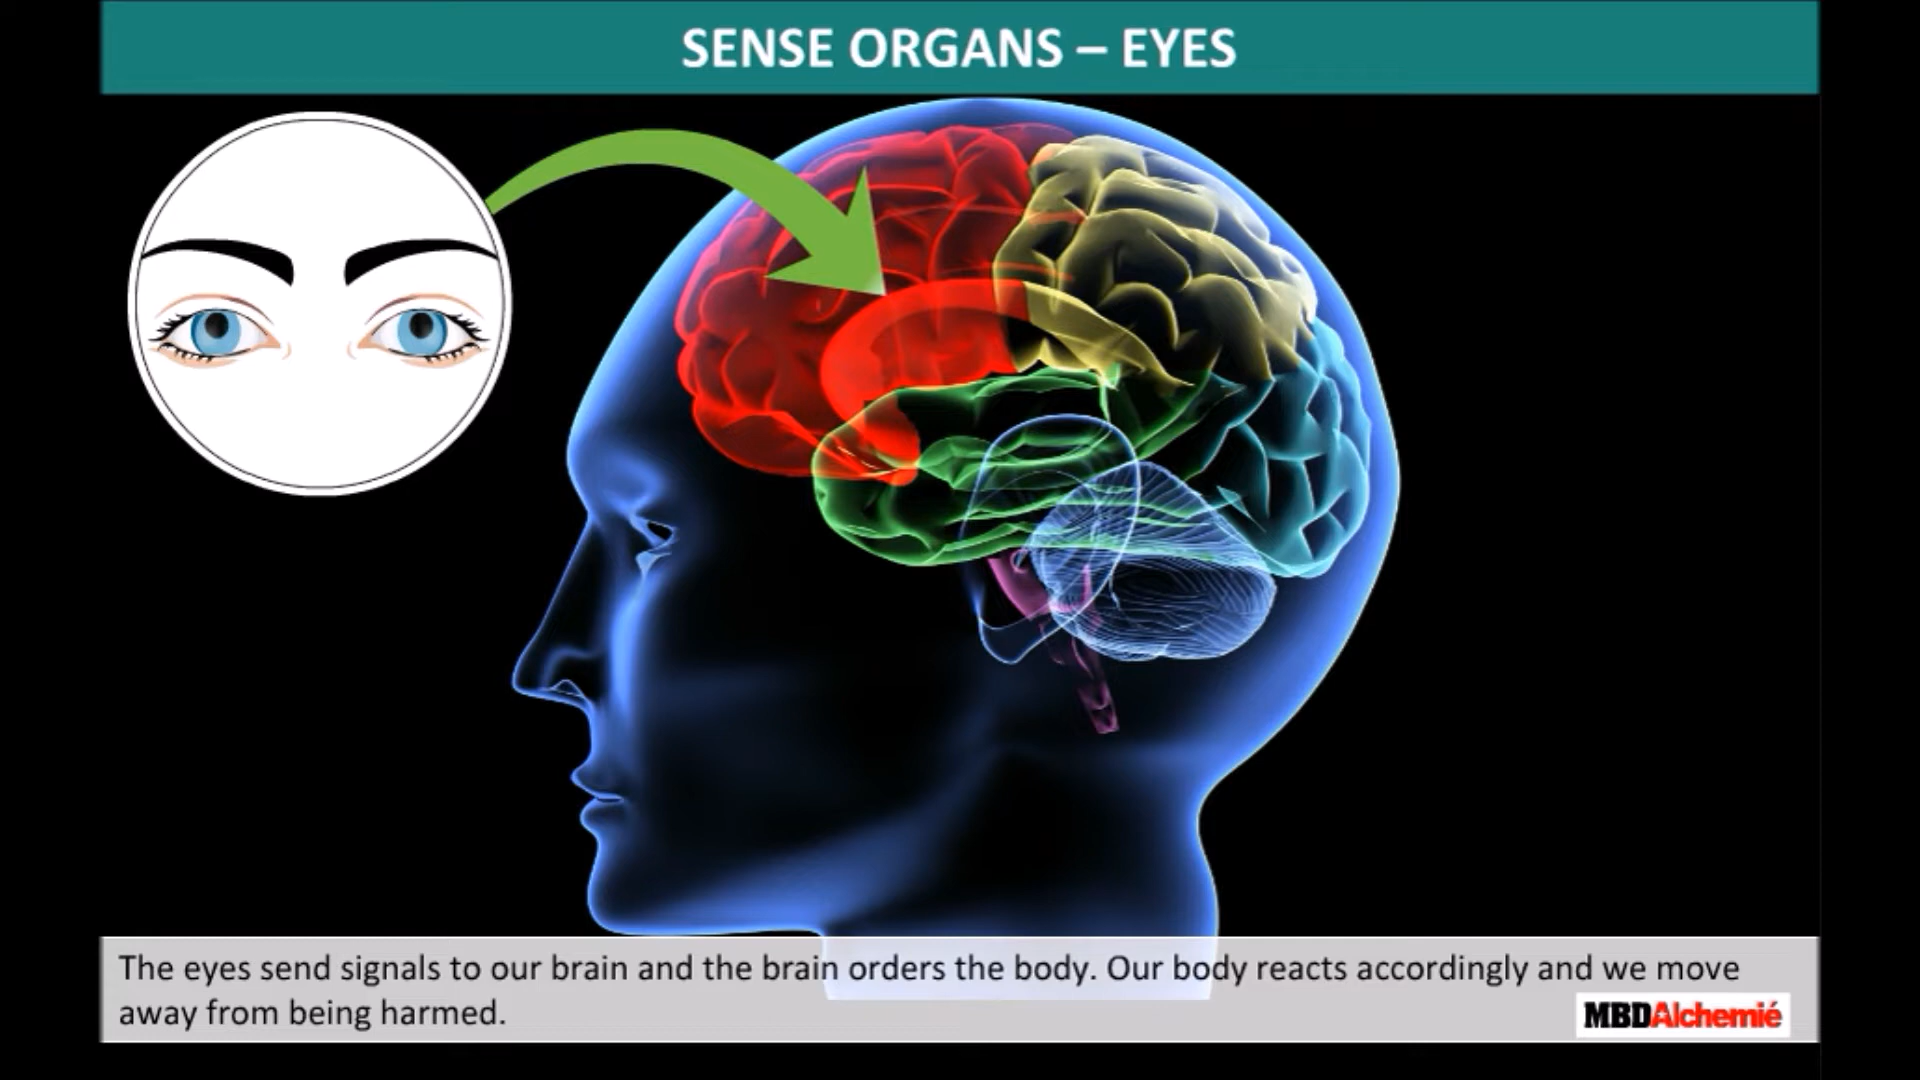 SENSE ORGANS – EYES
The eyes send signals to our brain and the brain orders the body. Our body reacts accordingly and we move
away from being harmed.
MBDAlchemié